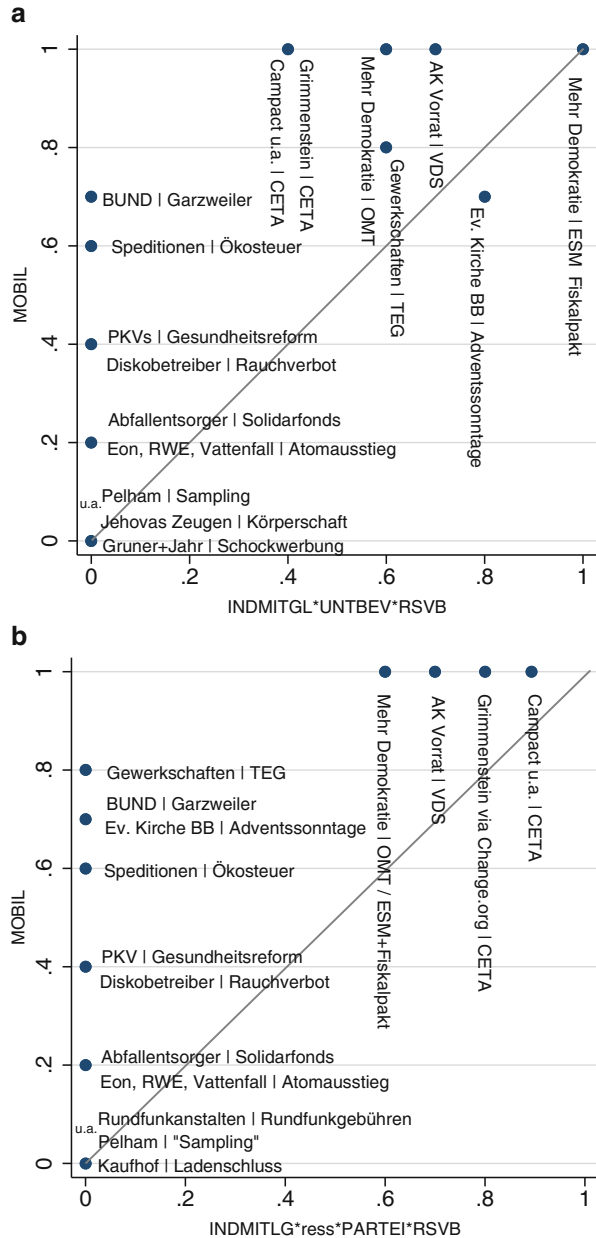 a
MOBIL
1
.8
.6
.4
.2
0
Campact u.a. | CETA
Grimmenstein | CETA
Mehr Demokratie | OMT
Gewerkschaften | TEG
AK Vorrat | VDS
Ev. Kirche BB | Adventssonntage
Mehr Demokratie | ESM Fiskalpakt
BUND | Garzweiler
Speditionen | Ökosteuer
PKVs | Gesundheitsreform
Diskobetreiber | Rauchverbot
Abfallentsorger | Solidarfonds
Eon, RWE, Vattenfall | Atomausstieg
u.a. Pelham | Sampling
Jehovas Zeugen | Körperschaft
Gruner+Jahr | Schockwerbung
0 .2 .4 .6 .8 1
INDMITGL*UNTBEV*RSVB
b
MOBIL
1
.8
.6
.4
.2
0
Mehr Demokratie | OMT / ESM+Fiskalpakt
AK Vorrat | VDS
Grimmenstein via Change.org | CETA
Campact u.a. | CETA
Gewerkschaften | TEG
BUND | Garzweiler
Ev. Kirche BB | Adventssonntage
Speditionen | Ökosteuer
PKV | Gesundheitsreform
Diskobetreiber | Rauchverbot
Abfallentsorger | Solidarfonds
Eon, RWE, Vattenfall | Atomausstieg
u.a. Rundfunkanstalten | Rundfunkgebühren
Pelham | "Sampling"
Kaufhof | Ladenschluss
0 .2 .4 .6 .8 1
INDMITLG*ress*PARTEI*RSVB